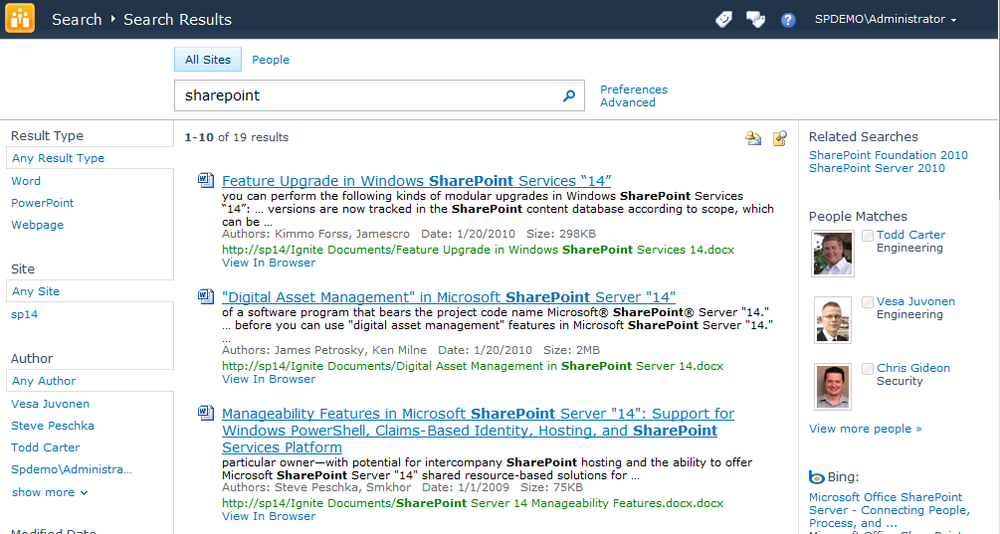 Search ‣ Search Results
SPDEMO\Administrator
All Sites People
sharepoint
Preferences
Advanced
Result Type
Any Result Type
Word
PowerPoint
Webpage
Site
Any Site
sp14
Author
Any Author
Vesa Juvonen
Steve Peschka
Todd Carter
Spdemo\Administra...
show more
Modified Date
1-10 of 19 results
Feature Upgrade in Windows SharePoint Services “14”
you can perform the following kinds of modular upgrades in Windows SharePoint Services
“14”: ... versions are now tracked in the SharePoint content database according to scope, which
can be ...
Authors: Kimmo Forss, Jamescro Date: 1/20/2010 Size: 298KB
http://sp14/Ignite Documents/Feature Upgrade in Windows SharePoint Services 14.docx
View In Browser
"Digital Asset Management" in Microsoft SharePoint Server "14"
of a software program that bears the project code name Microsoft® SharePoint® Server "14."
... before you can use "digital asset management" features in Microsoft SharePoint Server "14."
...
Authors: James Petrosky, Ken Milne Date: 1/20/2010 Size: 2MB
http://sp14/Ignite Documents/Digital Asset Management in SharePoint Server 14.docx
View In Browser
Manageability Features in Microsoft SharePoint Server "14": Support for
Windows PowerShell, Claims-Based Identity, Hosting, and SharePoint
Services Platform
particular owner—with potential for intercompany SharePoint hosting and the ability to offer
Microsoft SharePoint Server "14" shared resource-based solutions for ...
Authors: Steve Peschka, Smkhor Date: 1/1/2009 Size: 75KB
http://sp14/Ignite Documents/SharePoint Server 14 Manageability Features.docx.docx
View In Browser
Related Searches
SharePoint Foundation 2010
SharePoint Server 2010
People Matches
Todd Carter
Engineering
Vesa Juvonen
Engineering
Chris Gideon
Security
View more people »
Bing:
Microsoft Office SharePoint
Server - Connecting People,
Process, and ...
Microsoft Office SharePoint